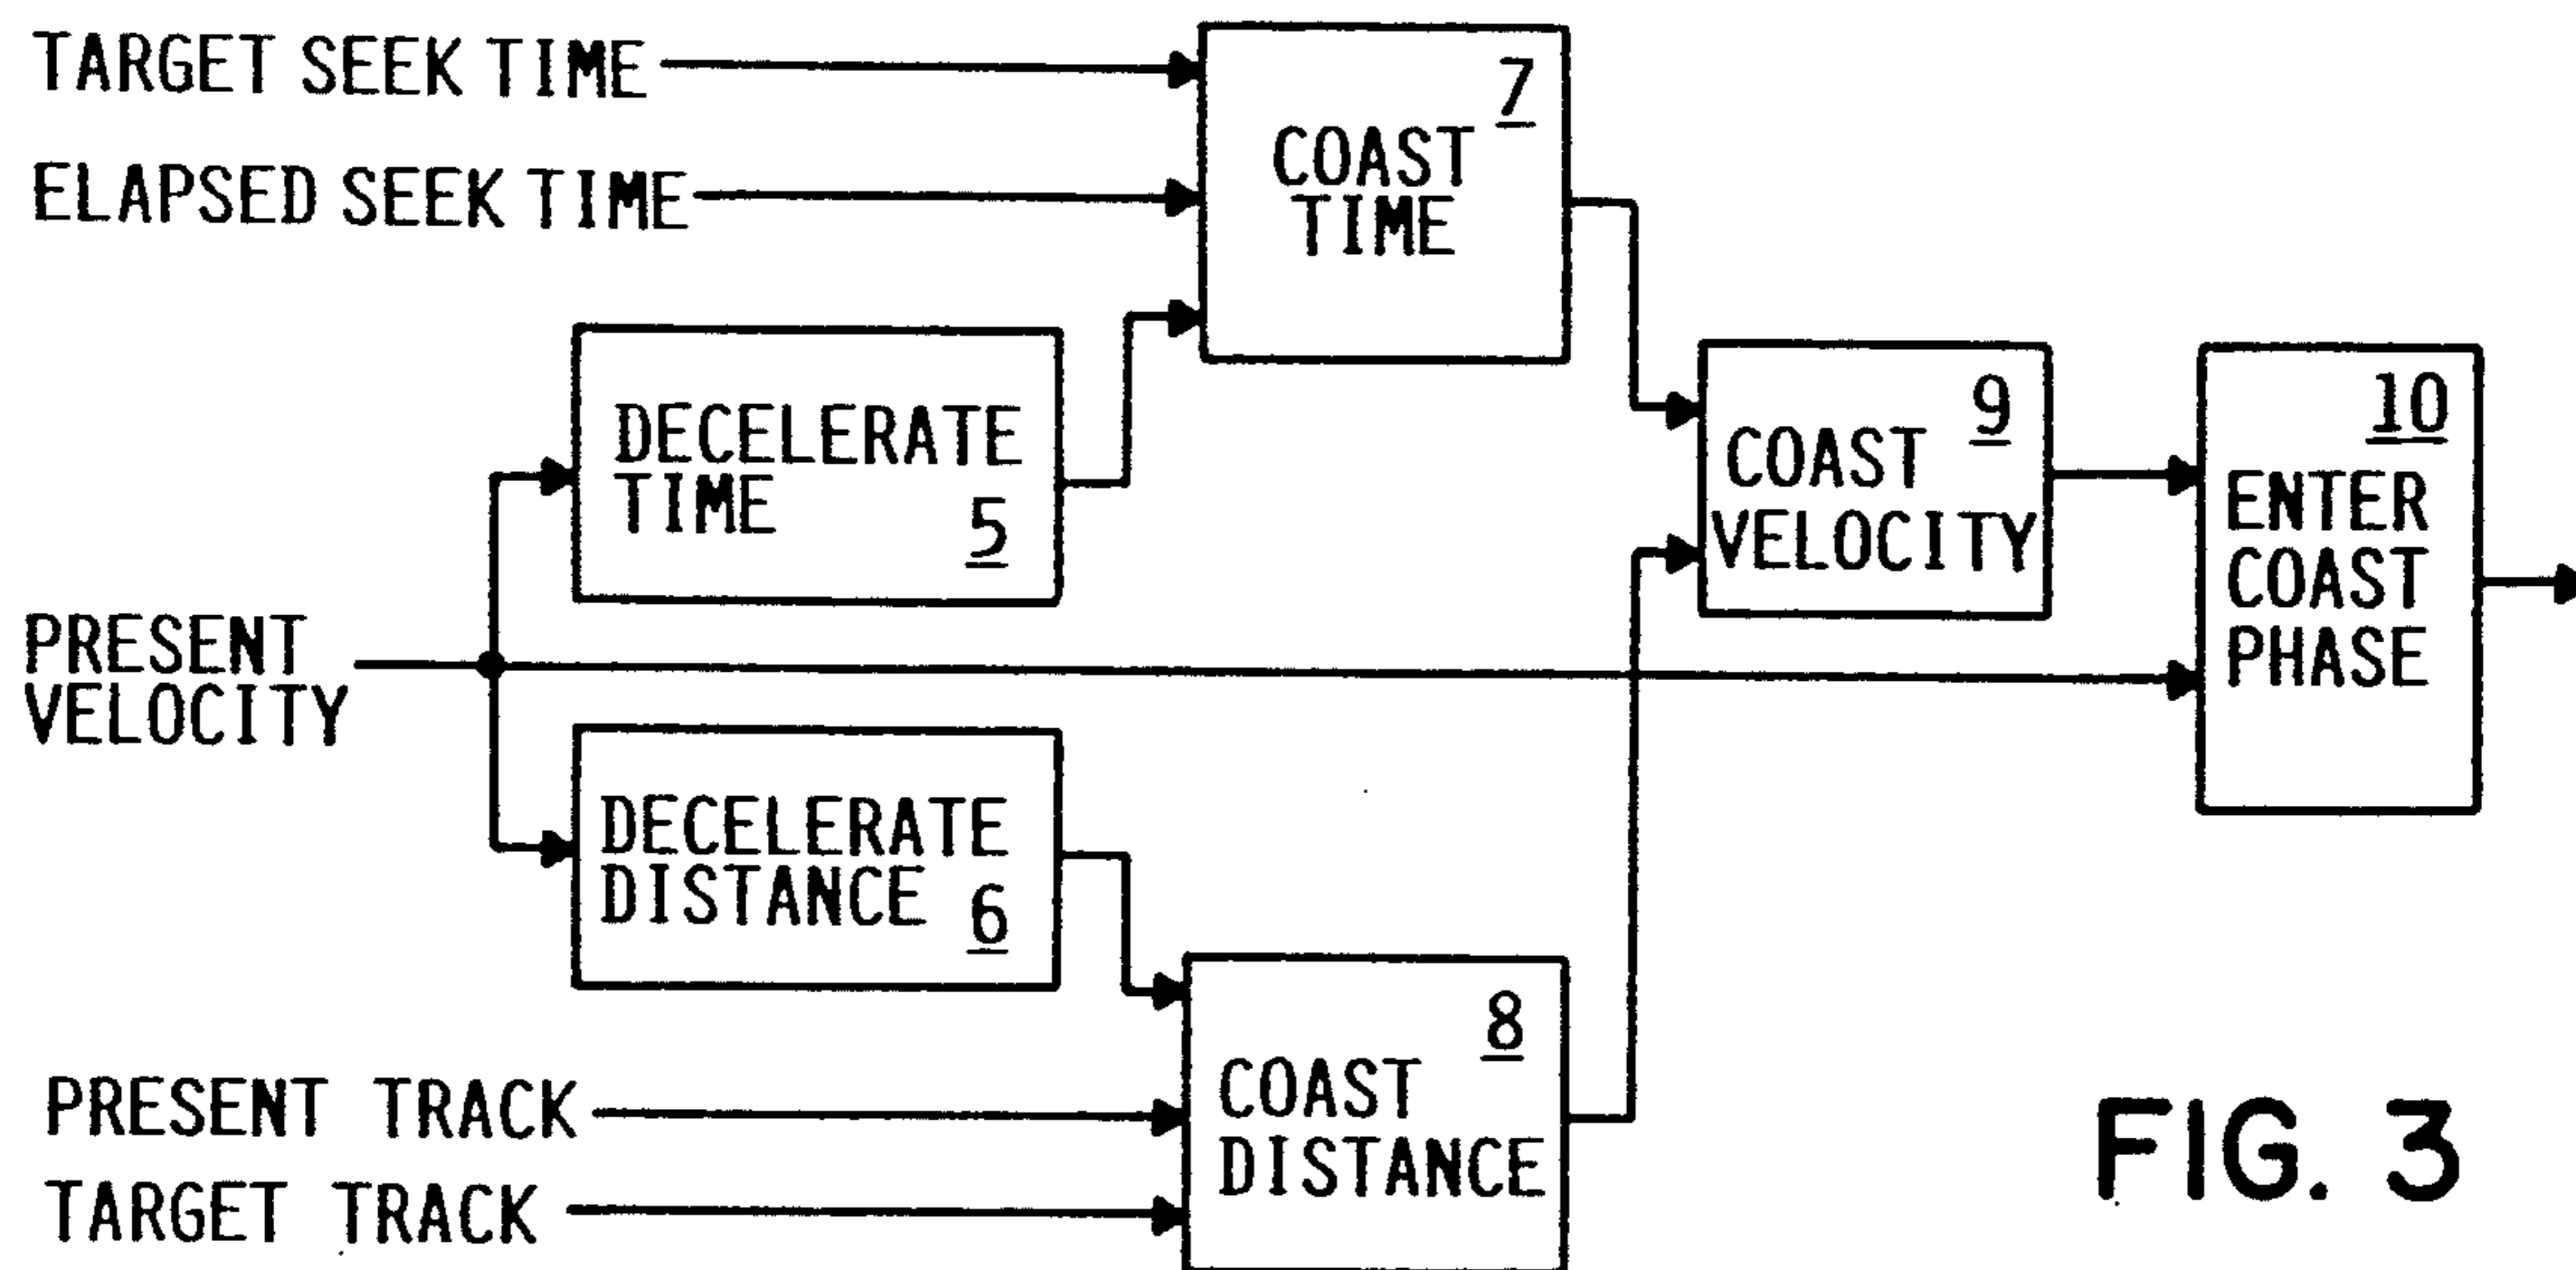 TARGET SEEK TIME
ELAPSED SEEK TIME
7
COAST
TIME
DECELERATE
TIME
5
PRESENT
VELOCITY
DECELERATE
DISTANCE
6
PRESENT TRACK
TARGET TRACK
8
COAST
DISTANCE
9
COAST
VELOCITY
10
ENTER
COAST
PHASE
FIG. 3